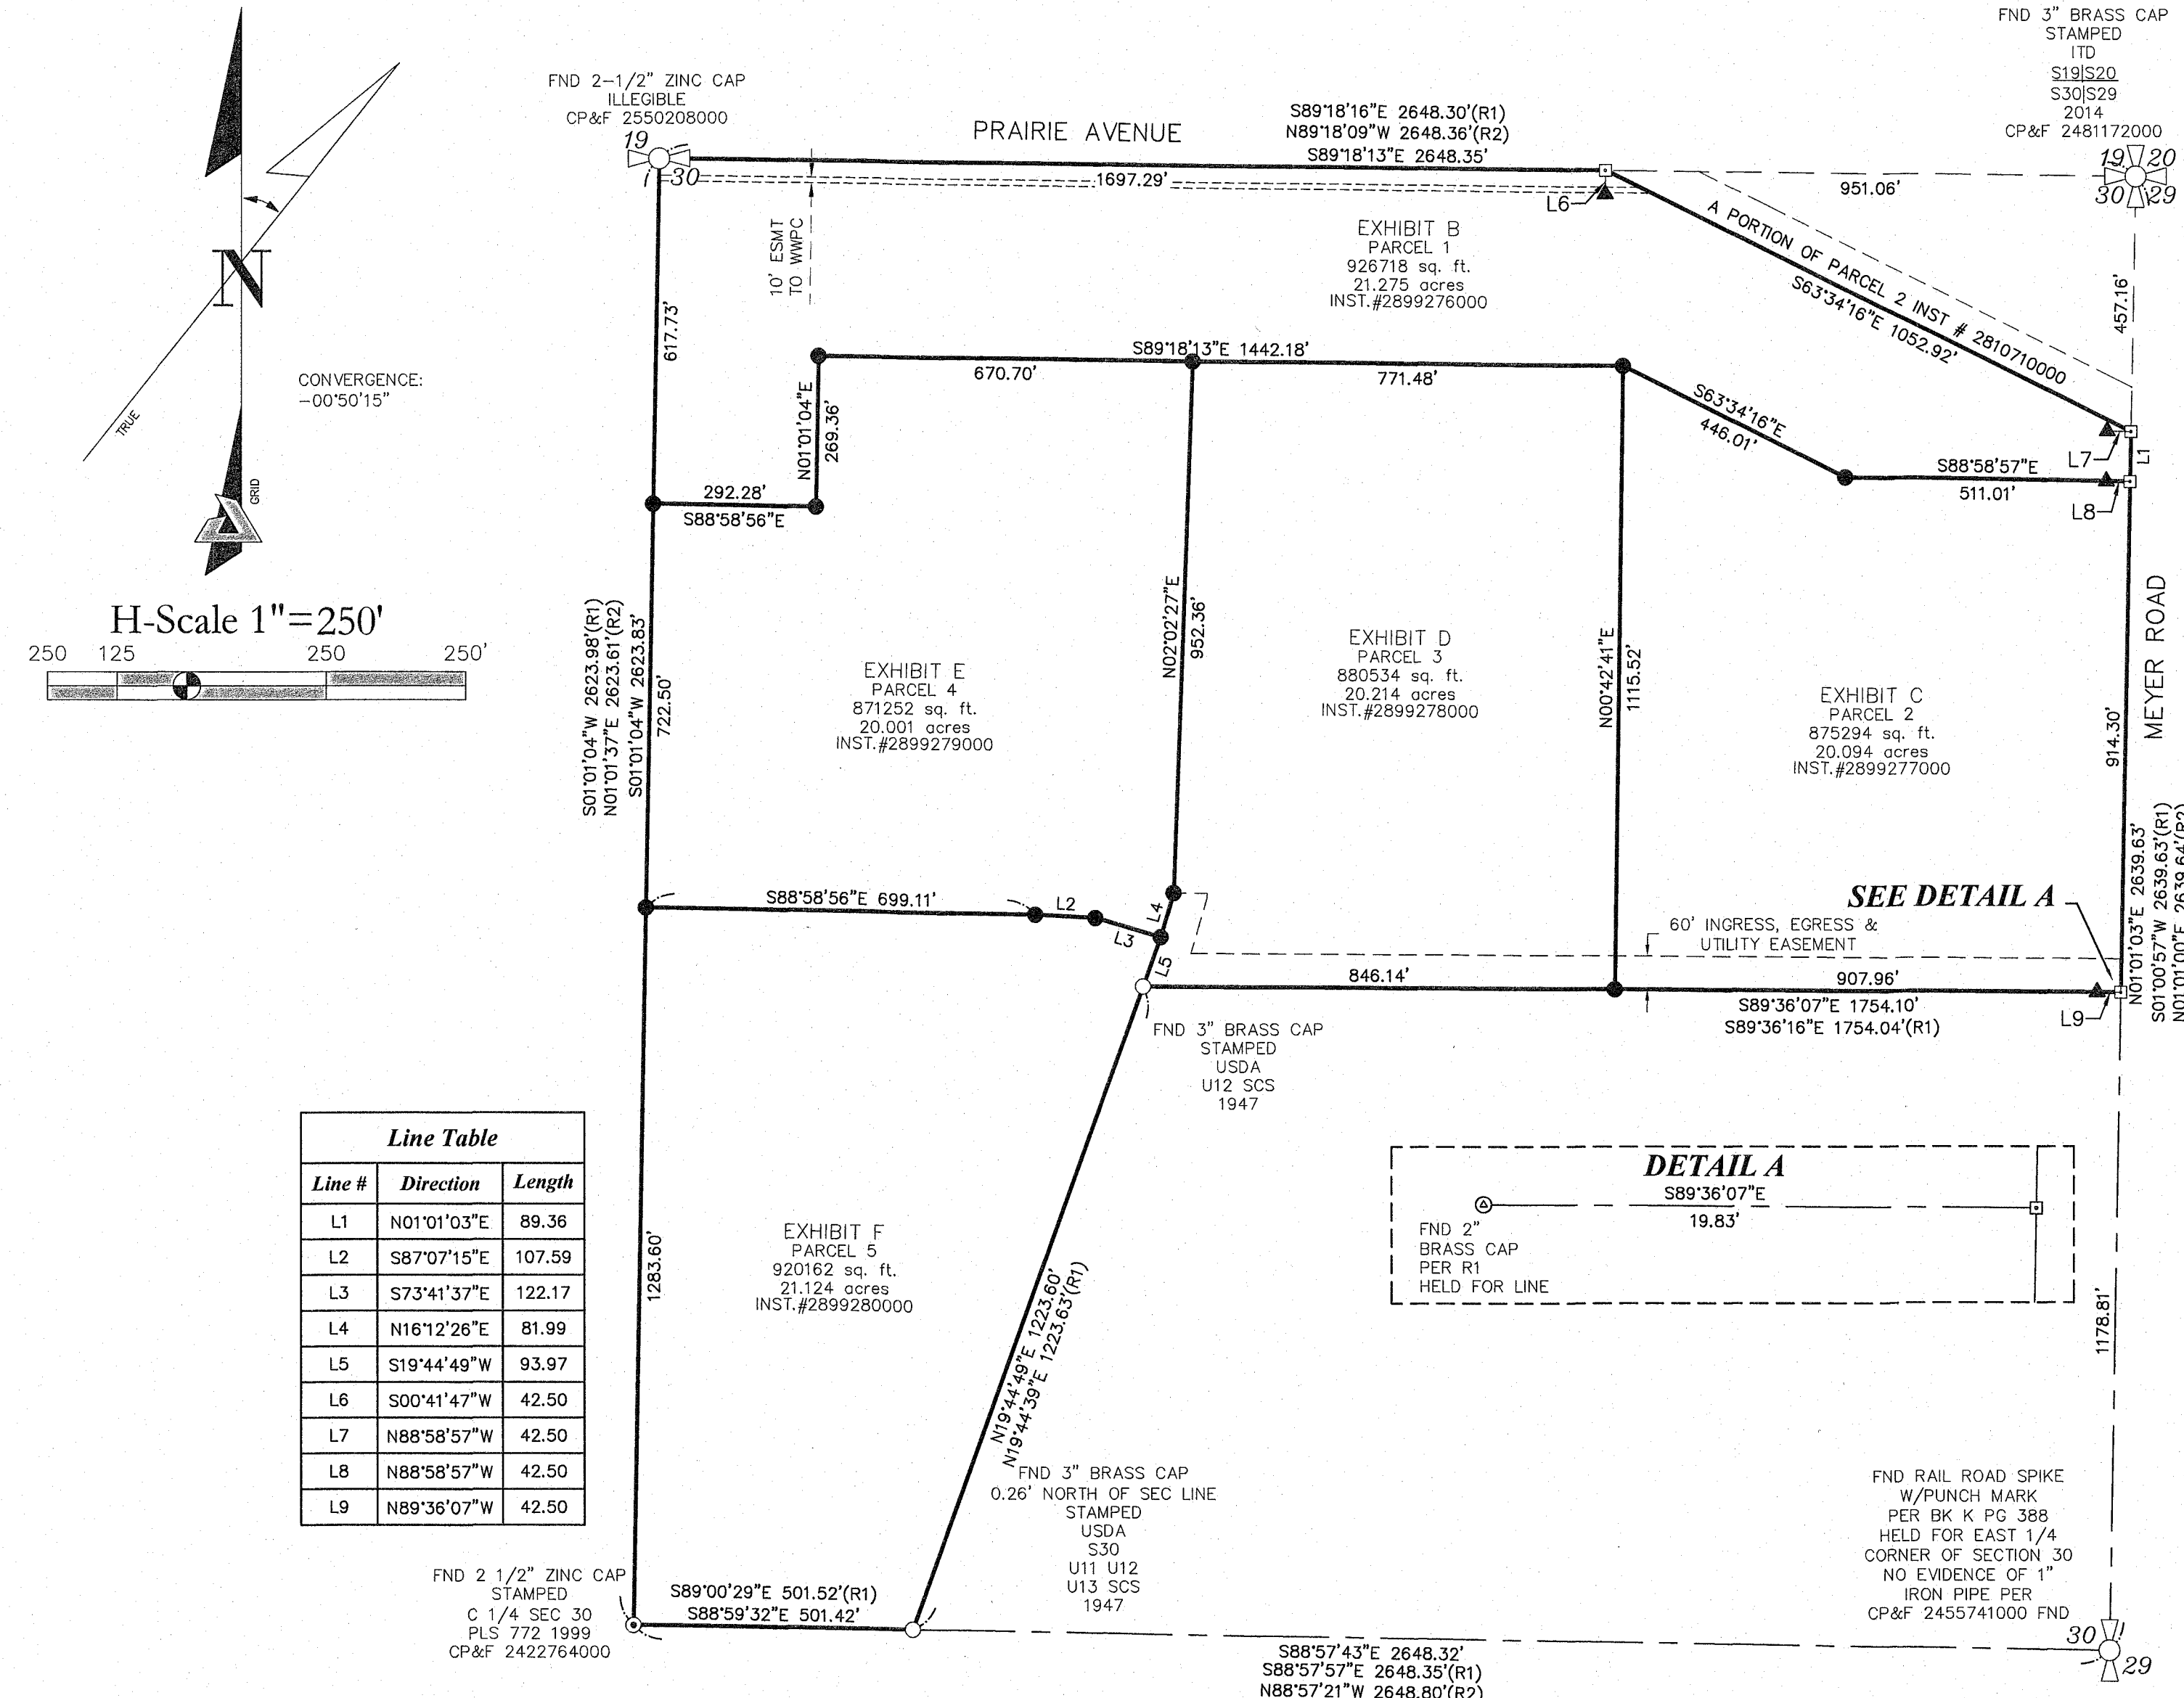 FND 3" BRASS CAP
STAMPED
ITD
S19|S20
S30|S29
2014
CP&F 2481172000
19 20
30 29
FND 2-1/2" ZINC CAP
ILLEGIBLE
CP&F 2550208000
19
30
PRAIRIE AVENUE
S89°18'16"E 2648.30'(R1)
N89°18'09"W 2648.36'(R2)
S89°18'13"E 2648.35'
1697.29'
951.06'
L6
10' ESMT
TO WWPC
EXHIBIT B
PARCEL 1
926718 sq. ft.
21.275 acres
INST.#2899276000
A PORTION OF PARCEL 2 INST # 2810710000
S63°34'16"E 1052.92'
457.16'
N
TRUE
GRID
CONVERGENCE:
-00°50'15"
H-Scale 1"=250'
250 125 250 250'
617.73'
S89°18'13"E 1442.18'
670.70'
771.48'
N01°01'04"E
269.36'
292.28'
S88°58'56"E
S63°34'16"E
446.01'
S88°58'57"E
511.01'
L7
L1
L8
S01°01'04"W 2623.98'(R1)
N01°01'37"E 2623.61'(R2)
S01°01'04"W 2623.83'
722.50'
EXHIBIT E
PARCEL 4
871252 sq. ft.
20.001 acres
INST.#2899279000
N02°02'27"E
952.36'
EXHIBIT D
PARCEL 3
880534 sq. ft.
20.214 acres
INST.#2899278000
N00°42'41"E
1115.52'
EXHIBIT C
PARCEL 2
875294 sq. ft.
20.094 acres
INST.#2899277000
914.30'
MEYER ROAD
N01°01'03"E 2639.63'
S01°00'57"W 2639.63'(R1)
N01°01'00"E 2639.64'(R2)
S88°58'56"E 699.11'
L2
L3
L4
L5
SEE DETAIL A
60' INGRESS, EGRESS &
UTILITY EASEMENT
846.14'
907.96'
S89°36'07"E 1754.10'
S89°36'16"E 1754.04'(R1)
L9
FND 3" BRASS CAP
STAMPED
USDA
U12 SCS
1947
Line Table
Line # Direction Length
L1 N01°01'03"E 89.36
L2 S87°07'15"E 107.59
L3 S73°41'37"E 122.17
L4 N16°12'26"E 81.99
L5 S19°44'49"W 93.97
L6 S00°41'47"W 42.50
L7 N88°58'57"W 42.50
L8 N88°58'57"W 42.50
L9 N89°36'07"W 42.50
1283.60'
EXHIBIT F
PARCEL 5
920162 sq. ft.
21.124 acres
INST.#2899280000
N19°44'49"E 1223.60'
N19°44'39"E 1223.63'(R1)
DETAIL A
S89°36'07"E
19.83'
FND 2"
BRASS CAP
PER R1
HELD FOR LINE
1178.81'
FND 3" BRASS CAP
0.26' NORTH OF SEC LINE
STAMPED
USDA
S30
U11 U12
U13 SCS
1947
FND RAIL ROAD SPIKE
W/PUNCH MARK
PER BK K PG 388
HELD FOR EAST 1/4
CORNER OF SECTION 30
NO EVIDENCE OF 1"
IRON PIPE PER
CP&F 2455741000 FND
FND 2 1/2" ZINC CAP
STAMPED
C 1/4 SEC 30
PLS 772 1999
CP&F 2422764000
S89°00'29"E 501.52'(R1)
S88°59'32"E 501.42'
S88°57'43"E 2648.32'
S88°57'57"E 2648.35'(R1)
N88°57'21"W 2648.80'(R2)
30
29